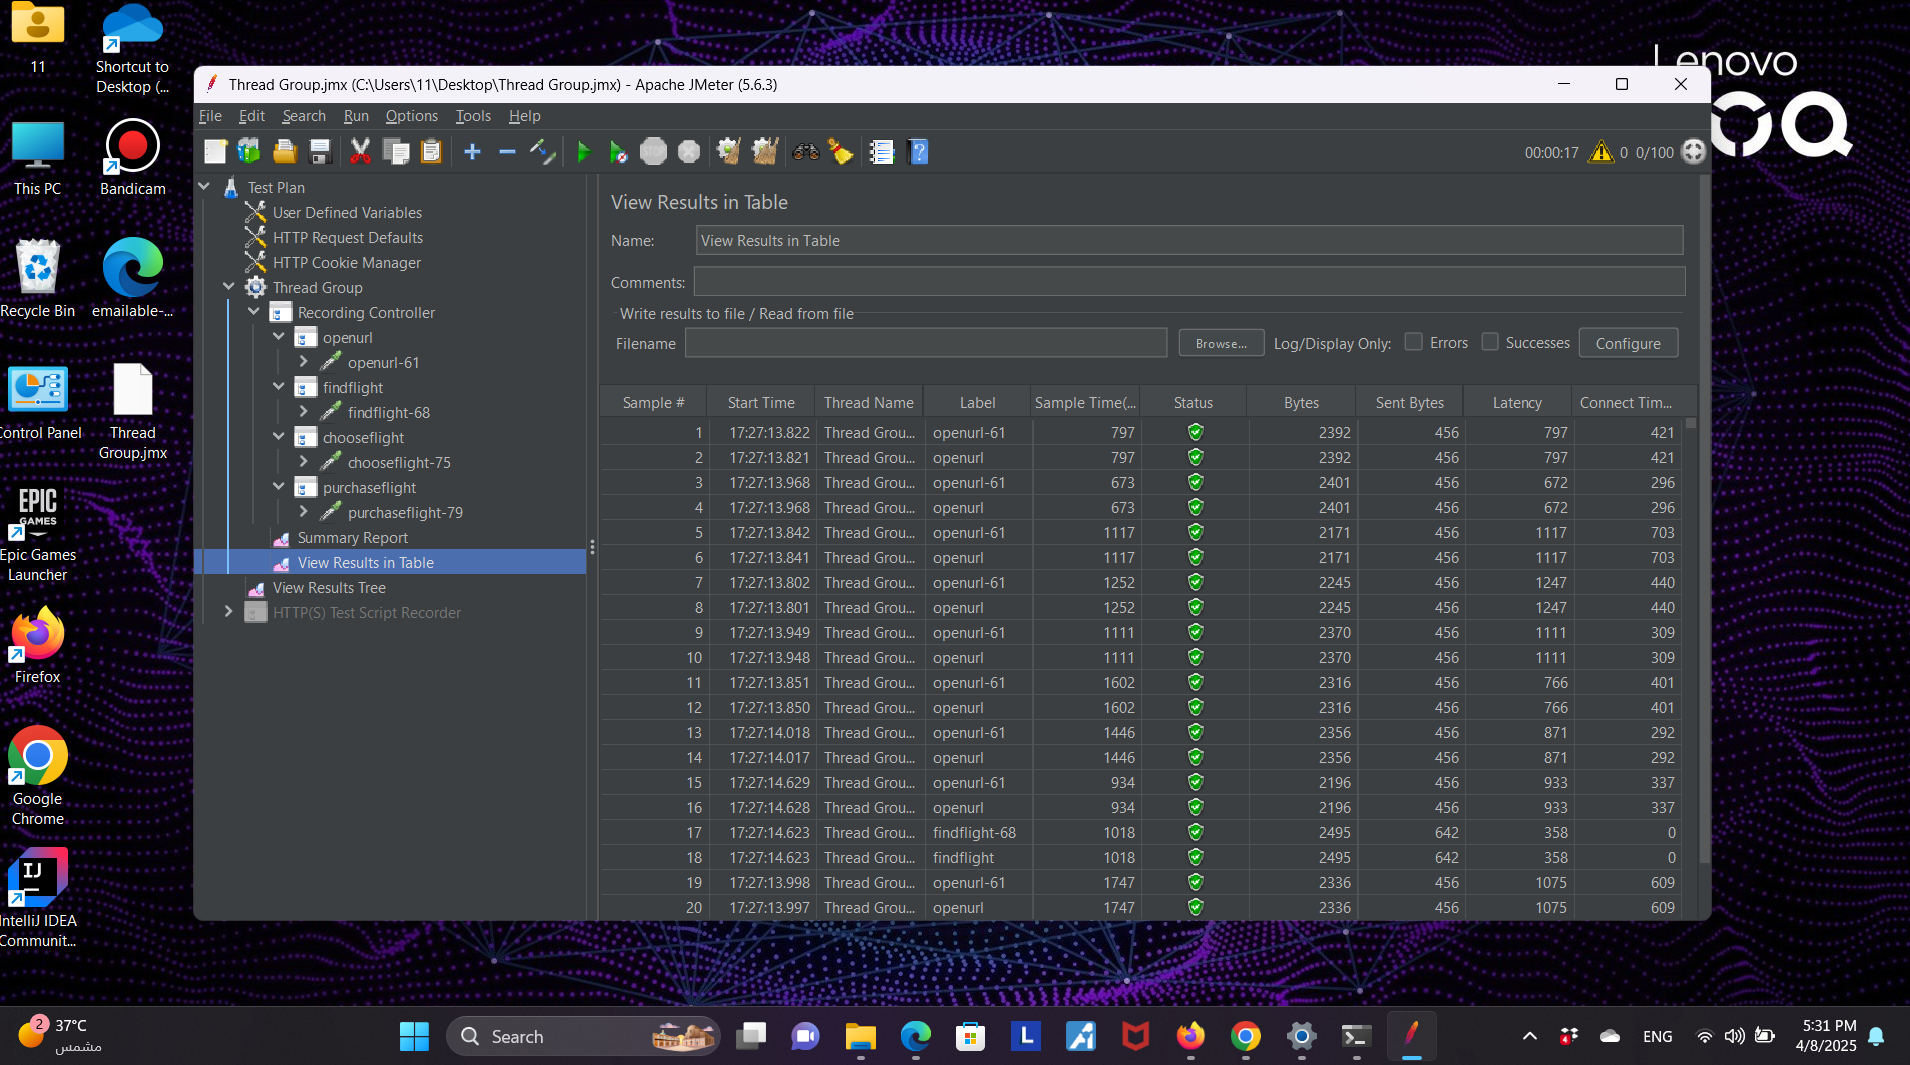 11
Shortcut to
Desktop (...
This PC
Bandicam
Recycle Bin
emailable-...
Control Panel
Thread
Group.jmx
EPIC
GAMES
Epic Games
Launcher
Firefox
Google
Chrome
IJ
IntelliJ IDEA
Communit...
Lenovo
Thread Group.jmx (C:\Users\11\Desktop\Thread Group.jmx) - Apache JMeter (5.6.3)
File Edit Search Run Options Tools Help
STOP
00:00:17 0 0/100
Test Plan
User Defined Variables
HTTP Request Defaults
HTTP Cookie Manager
Thread Group
Recording Controller
openurl
openurl-61
findflight
findflight-68
chooseflight
chooseflight-75
purchaseflight
purchaseflight-79
Summary Report
View Results in Table
View Results Tree
HTTP(S) Test Script Recorder
View Results in Table
Name: View Results in Table
Comments:
Write results to file / Read from file
Filename Browse... Log/Display Only: Errors Successes Configure
Sample # Start Time Thread Name Label Sample Time(... Status Bytes Sent Bytes Latency Connect Tim...
1 17:27:13.822 Thread Grou... openurl-61 797 2392 456 797 421
2 17:27:13.821 Thread Grou... openurl 797 2392 456 797 421
3 17:27:13.968 Thread Grou... openurl-61 673 2401 456 672 296
4 17:27:13.968 Thread Grou... openurl 673 2401 456 672 296
5 17:27:13.842 Thread Grou... openurl-61 1117 2171 456 1117 703
6 17:27:13.841 Thread Grou... openurl 1117 2171 456 1117 703
7 17:27:13.802 Thread Grou... openurl-61 1252 2245 456 1247 440
8 17:27:13.801 Thread Grou... openurl 1252 2245 456 1247 440
9 17:27:13.949 Thread Grou... openurl-61 1111 2370 456 1111 309
10 17:27:13.948 Thread Grou... openurl 1111 2370 456 1111 309
11 17:27:13.851 Thread Grou... openurl-61 1602 2316 456 766 401
12 17:27:13.850 Thread Grou... openurl 1602 2316 456 766 401
13 17:27:14.018 Thread Grou... openurl-61 1446 2356 456 871 292
14 17:27:14.017 Thread Grou... openurl 1446 2356 456 871 292
15 17:27:14.629 Thread Grou... openurl-61 934 2196 456 933 337
16 17:27:14.628 Thread Grou... openurl 934 2196 456 933 337
17 17:27:14.623 Thread Grou... findflight-68 1018 2495 642 358 0
18 17:27:14.623 Thread Grou... findflight 1018 2495 642 358 0
19 17:27:13.998 Thread Grou... openurl-61 1747 2336 456 1075 609
20 17:27:13.997 Thread Grou... openurl 1747 2336 456 1075 609
2 37°C
مشمس
Search
L
4
ENG
5:31 PM
4/8/2025